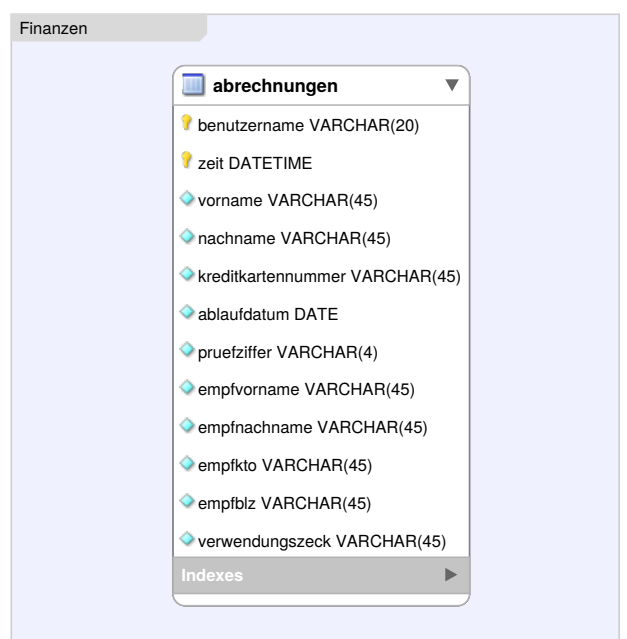 Finanzen
abrechnungen
benutzername VARCHAR(20)
zeit DATETIME
vorname VARCHAR(45)
nachname VARCHAR(45)
kreditkartennummer VARCHAR(45)
ablaufdatum DATE
pruefziffer VARCHAR(4)
empfvorname VARCHAR(45)
empfnachname VARCHAR(45)
empfkto VARCHAR(45)
empfblz VARCHAR(45)
verwendungszeck VARCHAR(45)
Indexes